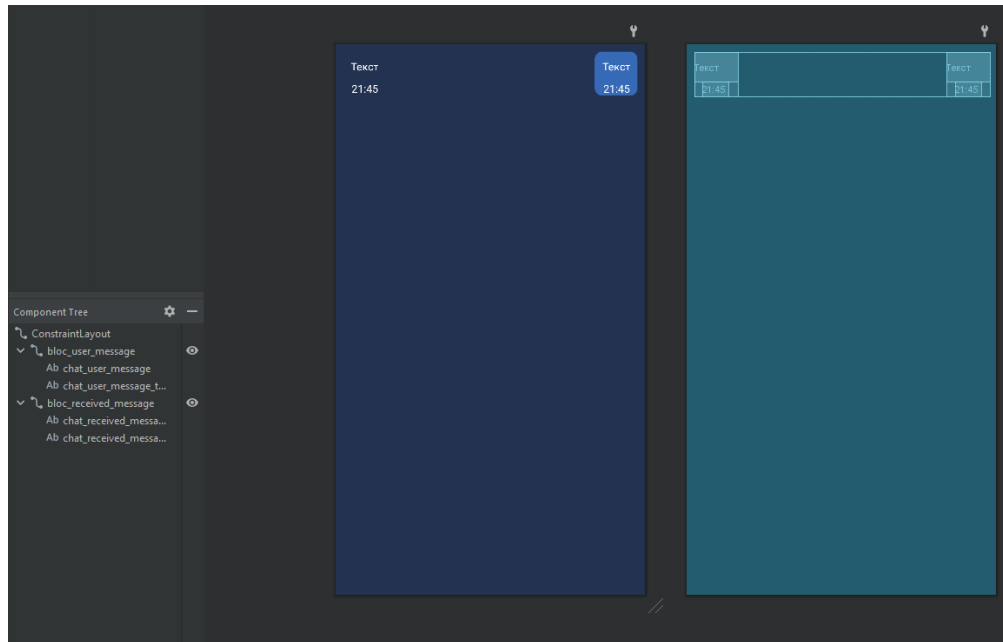 Текст
Текст
21:45
21:45
Текст
Текст
21:45
21:45
Component Tree
ConstraintLayout
bloc_user_message
Ab chat_user_message
Ab chat_user_message_t...
bloc_received_message
Ab chat_received_messa...
Ab chat_received_messa...